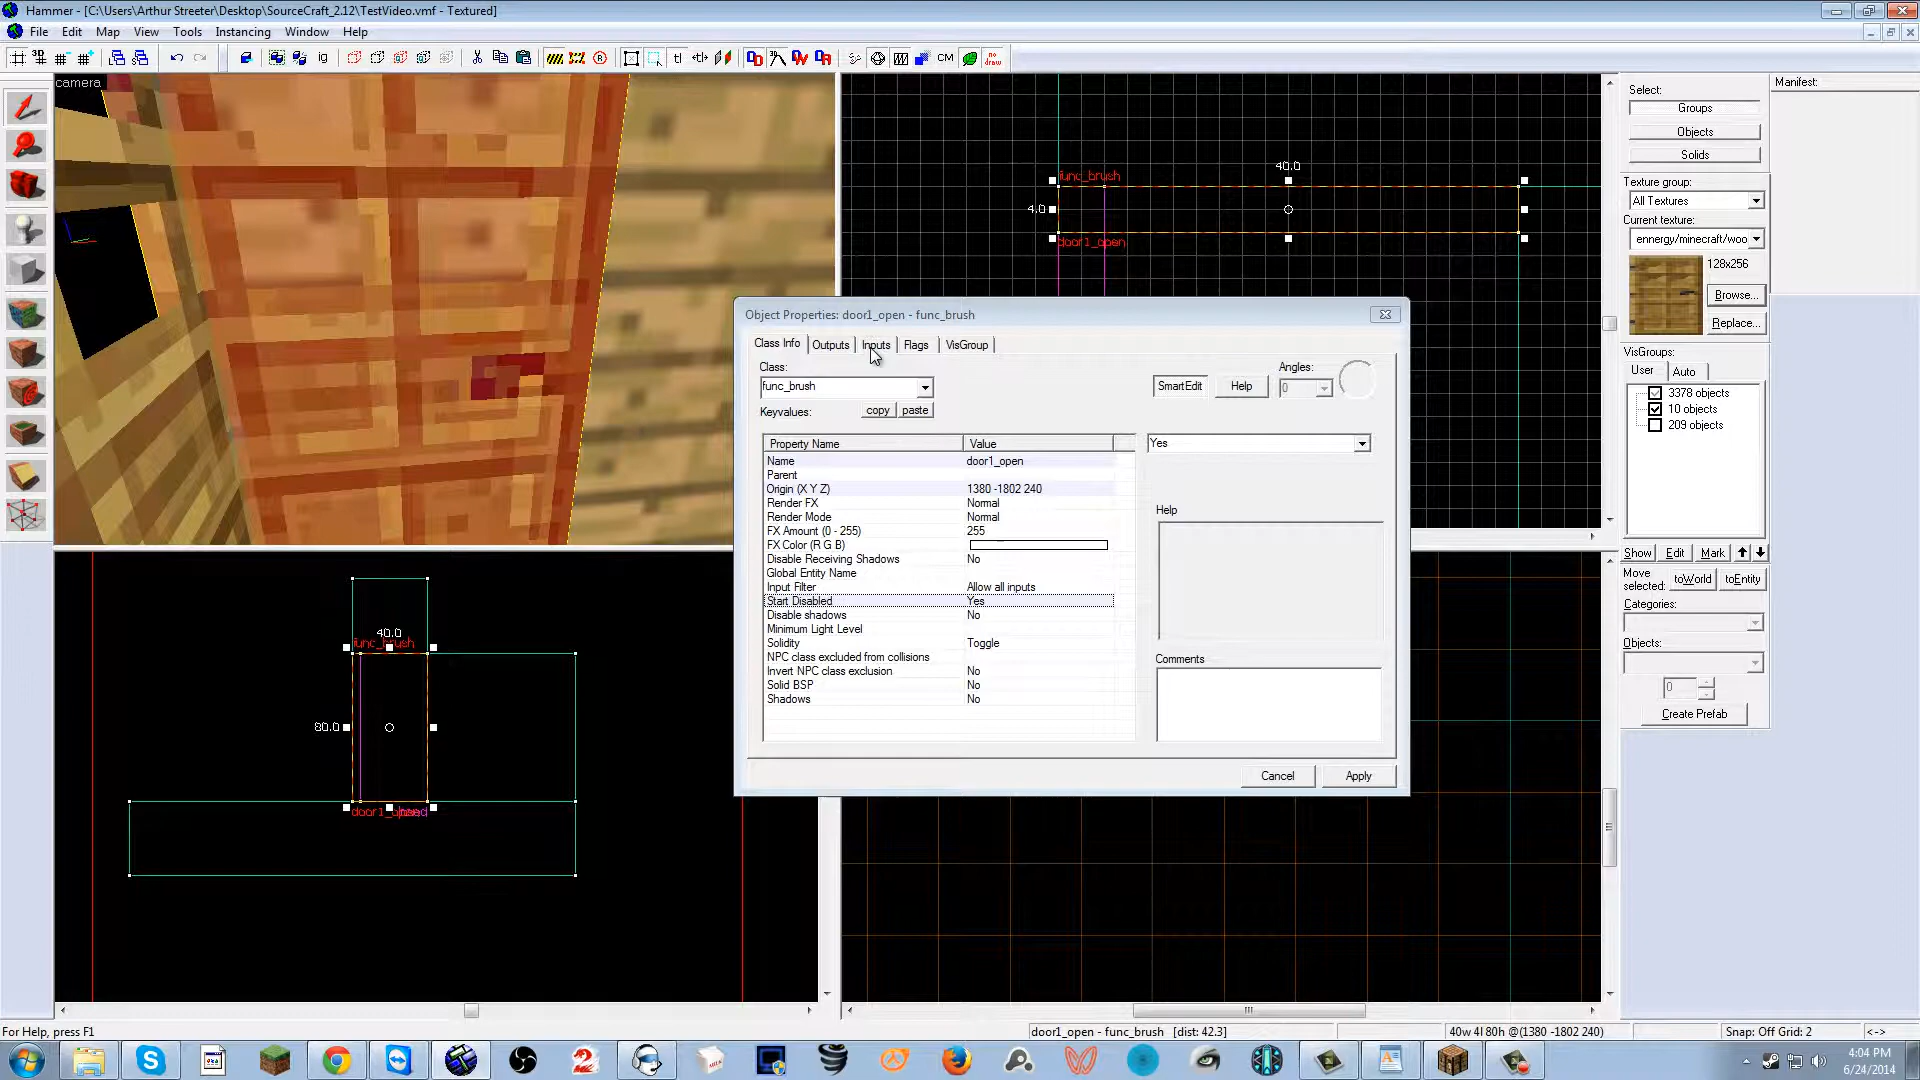 Hammer - [C:\Users\Arthur Streeter\Desktop\SourceCraft_2.12\TestVideo.vmf - Textured]
File Edit Map View Tools Instancing Window Help
camera
func_brush
40.0
4.0
door1_open
Object Properties: door1_open - func_brush
Class Info Outputs Inputs Flags VisGroup
Class:
func_brush
SmartEdit Help
Angles:
0
Keyvalues: copy paste
Property Name Value
Yes
Name door1_open
Parent
Origin (X Y Z) 1380 -1802 240
Render FX Normal
Render Mode Normal
FX Amount (0 - 255) 255
FX Color (R G B)
Disable Receiving Shadows No
Global Entity Name
Input Filter Allow all inputs
Start Disabled Yes
Disable shadows No
Minimum Light Level
Solidity Toggle
NPC class excluded from collisions
Invert NPC class exclusion No
Solid BSP No
Shadows No
Help
Comments
Cancel Apply
40.0
func_brush
80.0
Select:
Groups
Objects
Solids
Texture group:
All Textures
Current texture:
ennergy/minecraft/woo
128x256
Browse...
Replace...
VisGroups:
User Auto
3378 objects
10 objects
209 objects
Show Edit Mark
Move
selected: toWorld toEntity
Categories:
Objects:
0
Create Prefab
Manifest:
For Help, press F1
door1_open - func_brush [dist: 42.3]
40w 4l 80h @(1380 -1802 240)
Snap: Off Grid: 2
<->
4:04 PM
6/24/2014